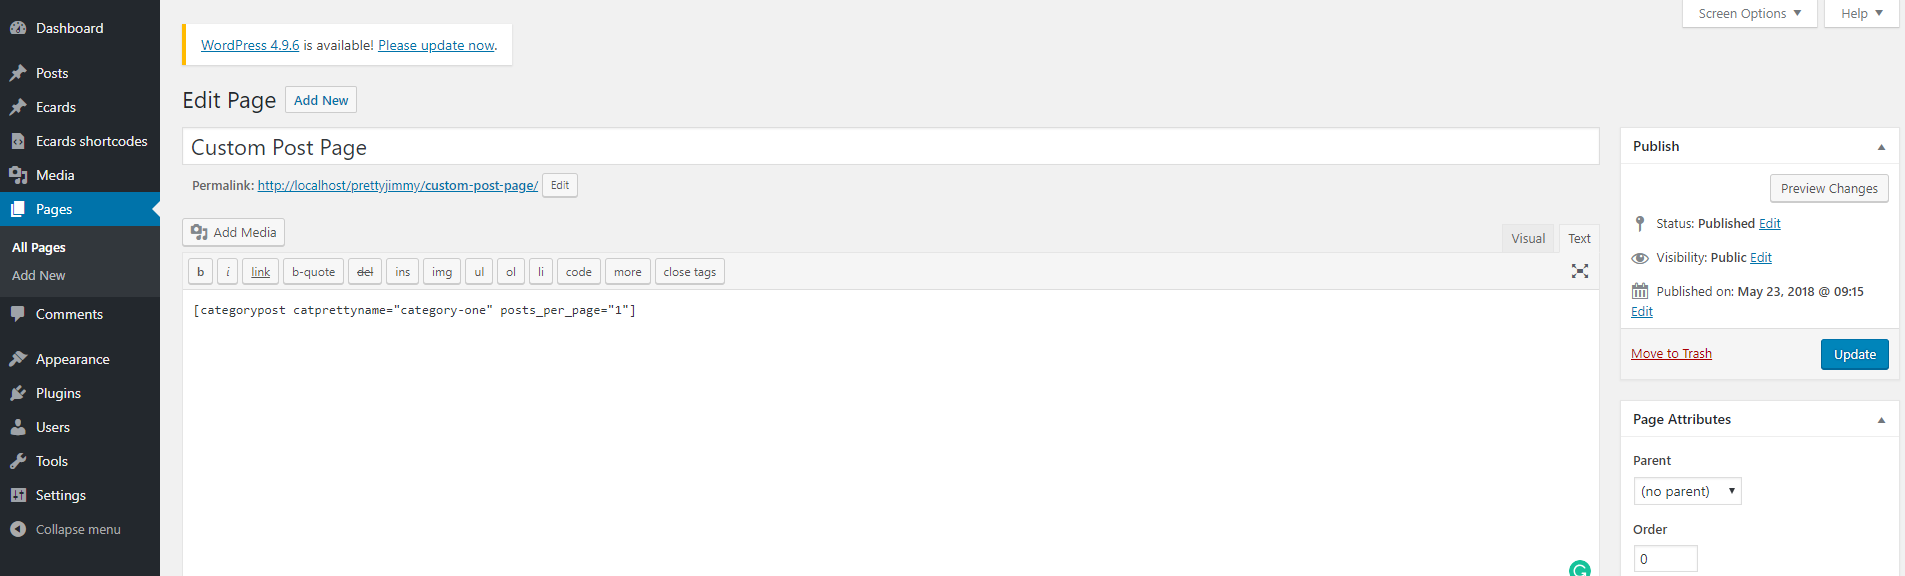 Dashboard
Posts
Ecards
Ecards shortcodes
Media
Pages
All Pages
Add New
Comments
Appearance
Plugins
Users
Tools
Settings
Collapse menu
Screen Options
Help
WordPress 4.9.6 is available! Please update now.
Edit Page Add New
Custom Post Page
Permalink: http://localhost/prettyjimmy/custom-post-page/ Edit
Add Media
Visual Text
b i link b-quote del ins img ul ol li code more close tags
[categorypost catprettyname="category-one" posts_per_page="1"]
Publish
Preview Changes
Status: Published Edit
Visibility: Public Edit
Published on: May 23, 2018 @ 09:15
Edit
Move to Trash Update
Page Attributes
Parent
(no parent)
Order
0